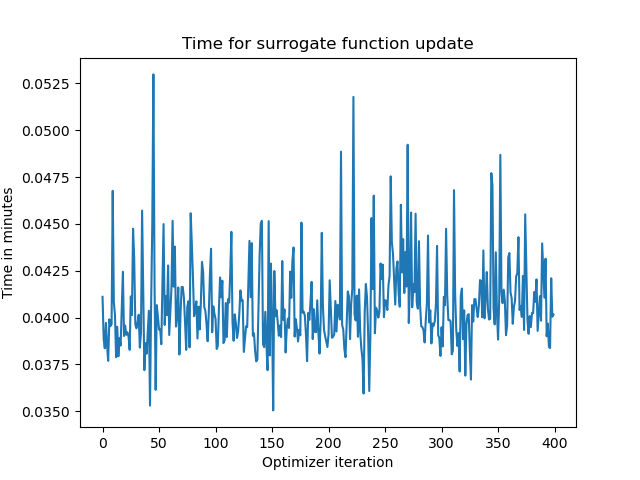 Time for surrogate function update
0.0525
0.0500
0.0475
0.0450
0.0425
0.0400
0.0375
0.0350
Time in minutes
0 50 100 150 200 250 300 350 400
Optimizer iteration